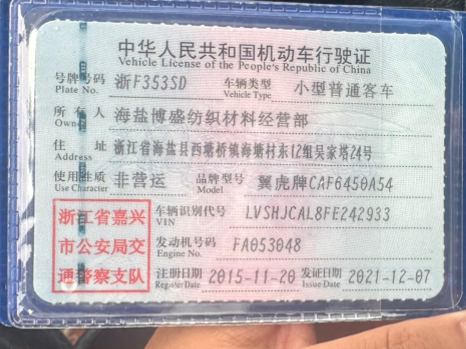 中华人民共和国机动车行驶证
Vehicle License of the People's Republic of China
号牌号码 浙F353SD 车辆类型 小型普通客车
Plate No. Vehicle Type
所有人 海盐博盛纺织材料经营部
Owner
住址 浙江省海盐县西塘桥镇海塘村东12组吴家塔24号
Address
使用性质 非营运 品牌型号 翼虎牌CAF6450A54
Use Character Model
浙江省嘉兴
市公安局交
通警察支队
车辆识别代号 LVSHJCAL8FE242933
VIN
发动机号码 FA053048
Engine No.
注册日期 2015-11-20 发证日期 2021-12-07
Register Date Issue Date